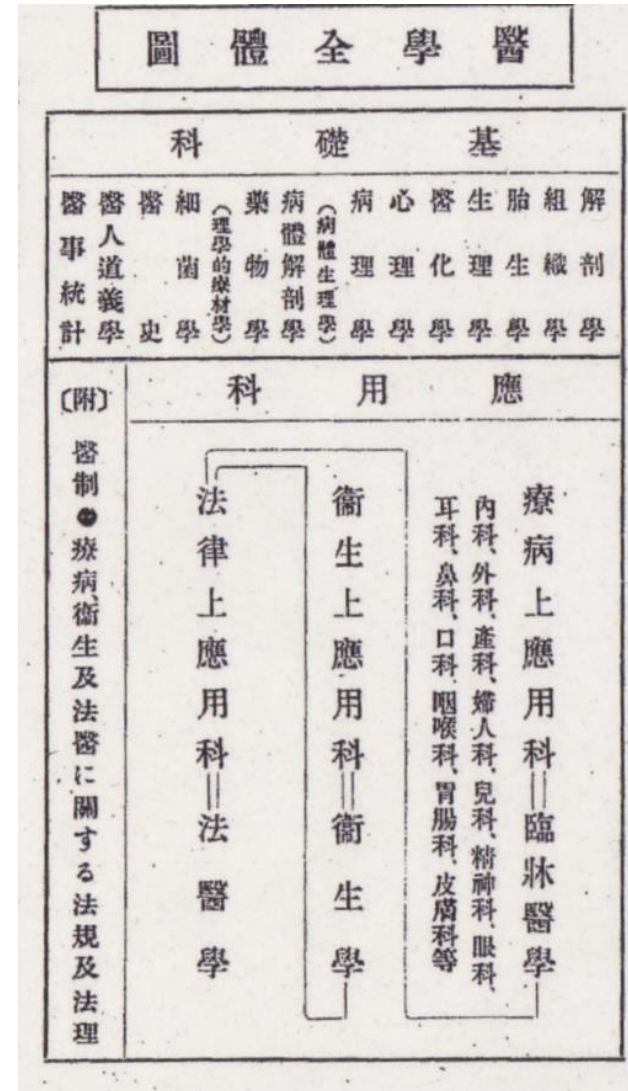 醫學全體圖
基礎科
解剖學
組織學
胎生學
生理學
醫化學
心理學
病理學
(病體生理學)
病體解剖學
藥物學
(理學的療材學)
細菌學
醫史
醫人道義學
醫事統計
應用科
療病上應用科＝臨牀醫學
內科、外科、產科、婦人科、兒科、精神科、眼科、
耳科、鼻科、口科、咽喉科、胃腸科、皮膚科等
衞生上應用科＝衞生學
法律上應用科＝法醫學
〔附〕 醫制●療病、衞生及法醫に關する法規及法理